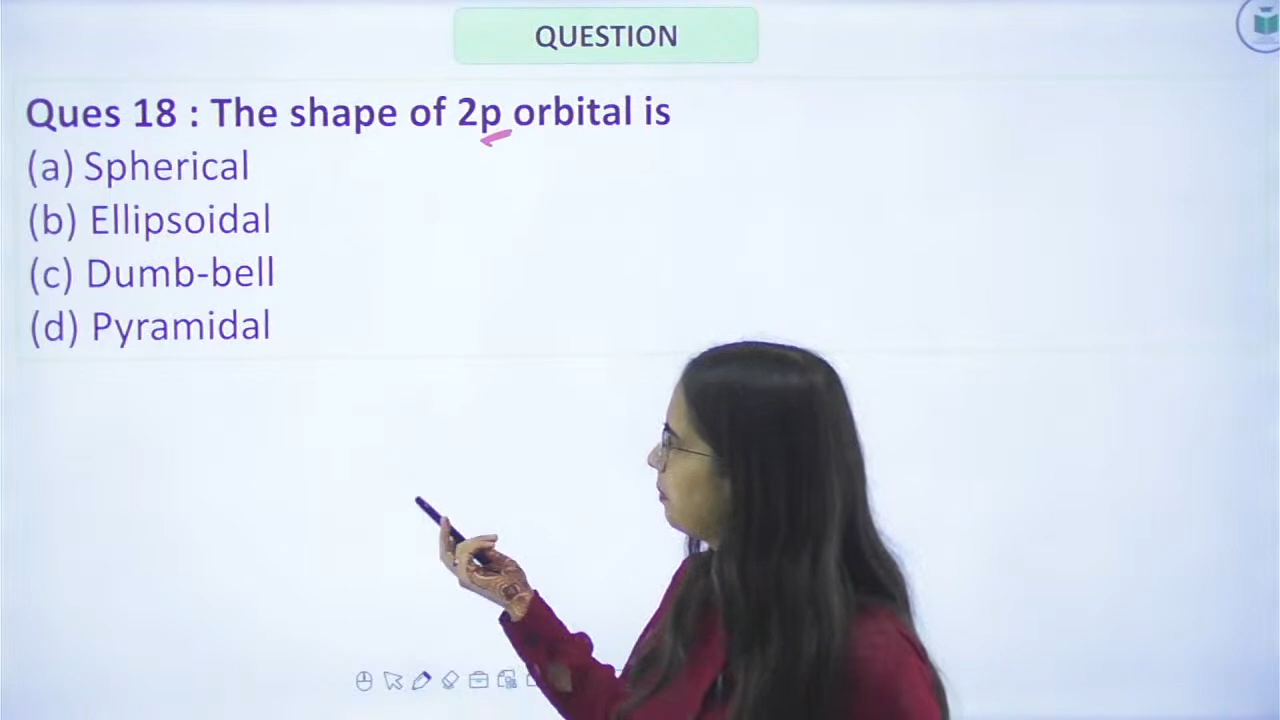 QUESTION
Ques 18 : The shape of 2p orbital is
(a) Spherical
(b) Ellipsoidal
(c) Dumb-bell
(d) Pyramidal